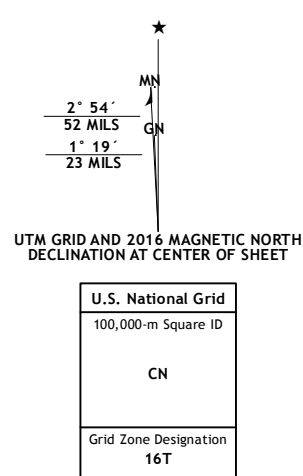 ★
MN
2° 54´
52 MILS
GN
1° 19´
23 MILS
UTM GRID AND 2016 MAGNETIC NORTH
DECLINATION AT CENTER OF SHEET
U.S. National Grid
100,000-m Square ID
CN
Grid Zone Designation
16T